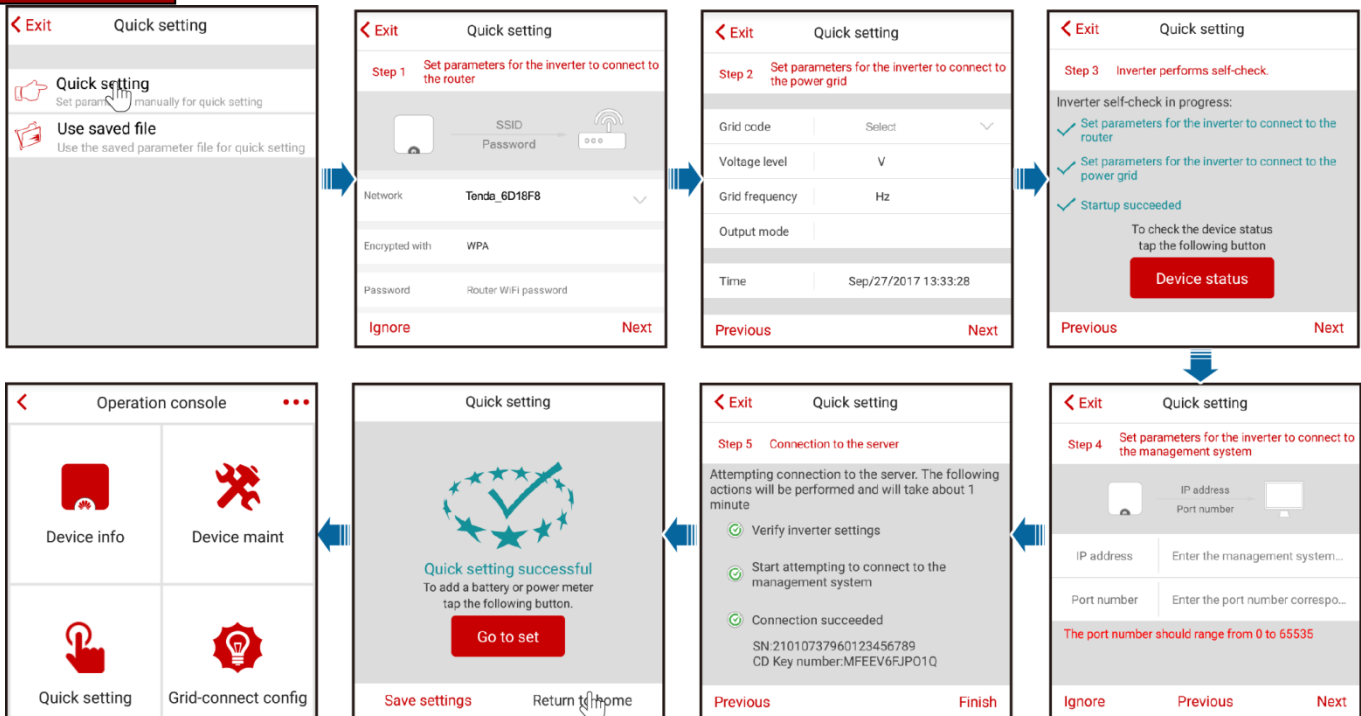 Exit
Quick setting
Quick setting
Set param manually for quick setting
Use saved file
Use the saved parameter file for quick setting
Exit
Quick setting
Step 1
Set parameters for the inverter to connect to
the router
SSID
Password
Network
Tenda_6D18F8
Encrypted with
WPA
Password
Router WiFi password
Ignore
Next
Exit
Quick setting
Step 2
Set parameters for the inverter to connect to
the power grid
Grid code
Select
Voltage level
V
Grid frequency
Hz
Output mode
Time
Sep/27/2017 13:33:28
Previous
Next
Exit
Quick setting
Step 3
Inverter performs self-check.
Inverter self-check in progress:
Set parameters for the inverter to connect to the
router
Set parameters for the inverter to connect to the
power grid
Startup succeeded
To check the device status
tap the following button
Device status
Previous
Next
Exit
Quick setting
Step 4
Set parameters for the inverter to connect to
the management system
IP address
Port number
IP address
Enter the management system...
Port number
Enter the port number correspo...
The port number should range from 0 to 65535
Ignore
Previous
Next
Exit
Quick setting
Step 5
Connection to the server
Attempting connection to the server. The following
actions will be performed and will take about 1
minute
Verify inverter settings
Start attempting to connect to the
management system
Connection succeeded
SN:21010737960123456789
CD Key number:MFEEV6FJPO1Q
Previous
Finish
Quick setting
Quick setting successful
To add a battery or power meter
tap the following button.
Go to set
Save settings
Return to home
Operation console
Device info
Device maint
Quick setting
Grid-connect config